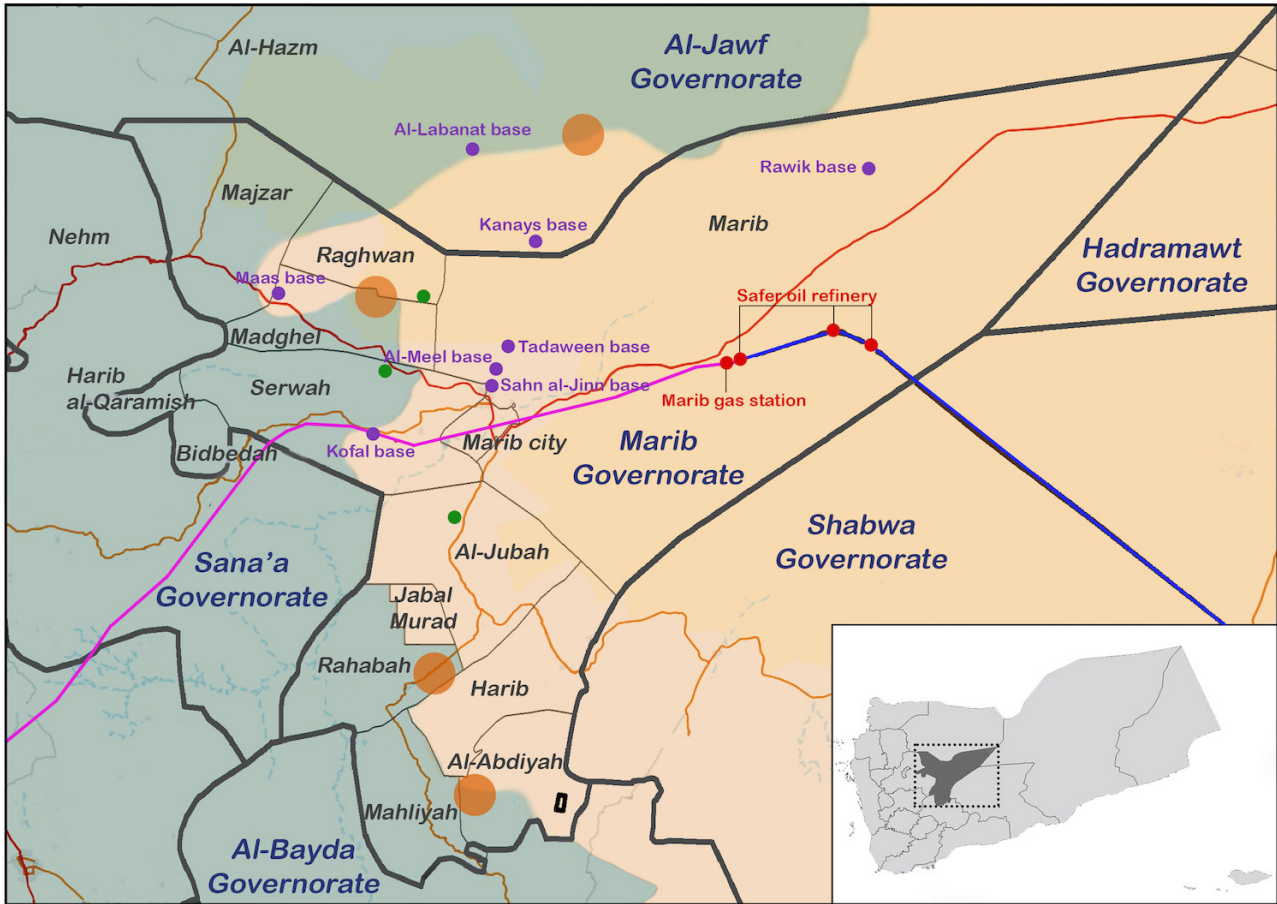 Al-Hazm
Al-Jawf
Governorate
Al-Labanat base
Rawik base
Majzar
Kanays base
Marib
Nehm
Raghwan
Hadramawt
Governorate
Maas base
Safer oil refinery
Madghel
Tadaween base
Al-Meel base
Harib
al-Qaramish
Serwah
Sahn al-Jinn base
Marib gas station
Bidbedah
Kofal base
Marib city
Marib
Governorate
Shabwa
Governorate
Al-Jubah
Sana’a
Governorate
Jabal
Murad
Rahabah
Harib
Al-Abdiyah
Mahliyah
Al-Bayda
Governorate